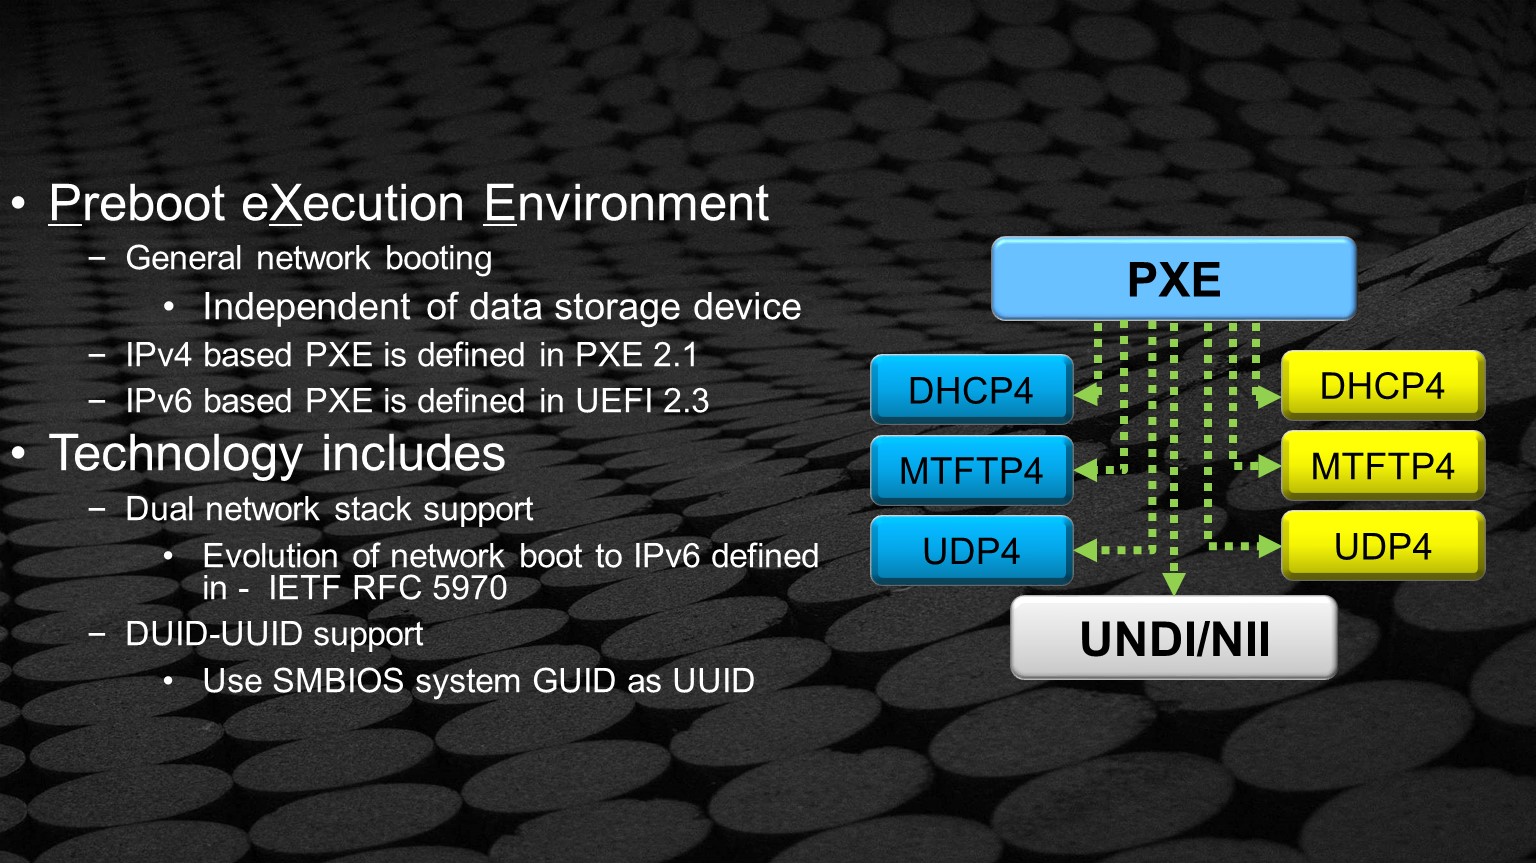 • Preboot eXecution Environment
– General network booting
• Independent of data storage device
– IPv4 based PXE is defined in PXE 2.1
– IPv6 based PXE is defined in UEFI 2.3
• Technology includes
– Dual network stack support
• Evolution of network boot to IPv6 defined
in - IETF RFC 5970
– DUID-UUID support
• Use SMBIOS system GUID as UUID
PXE
DHCP4
MTFTP4
UDP4
DHCP4
MTFTP4
UDP4
UNDI/NII